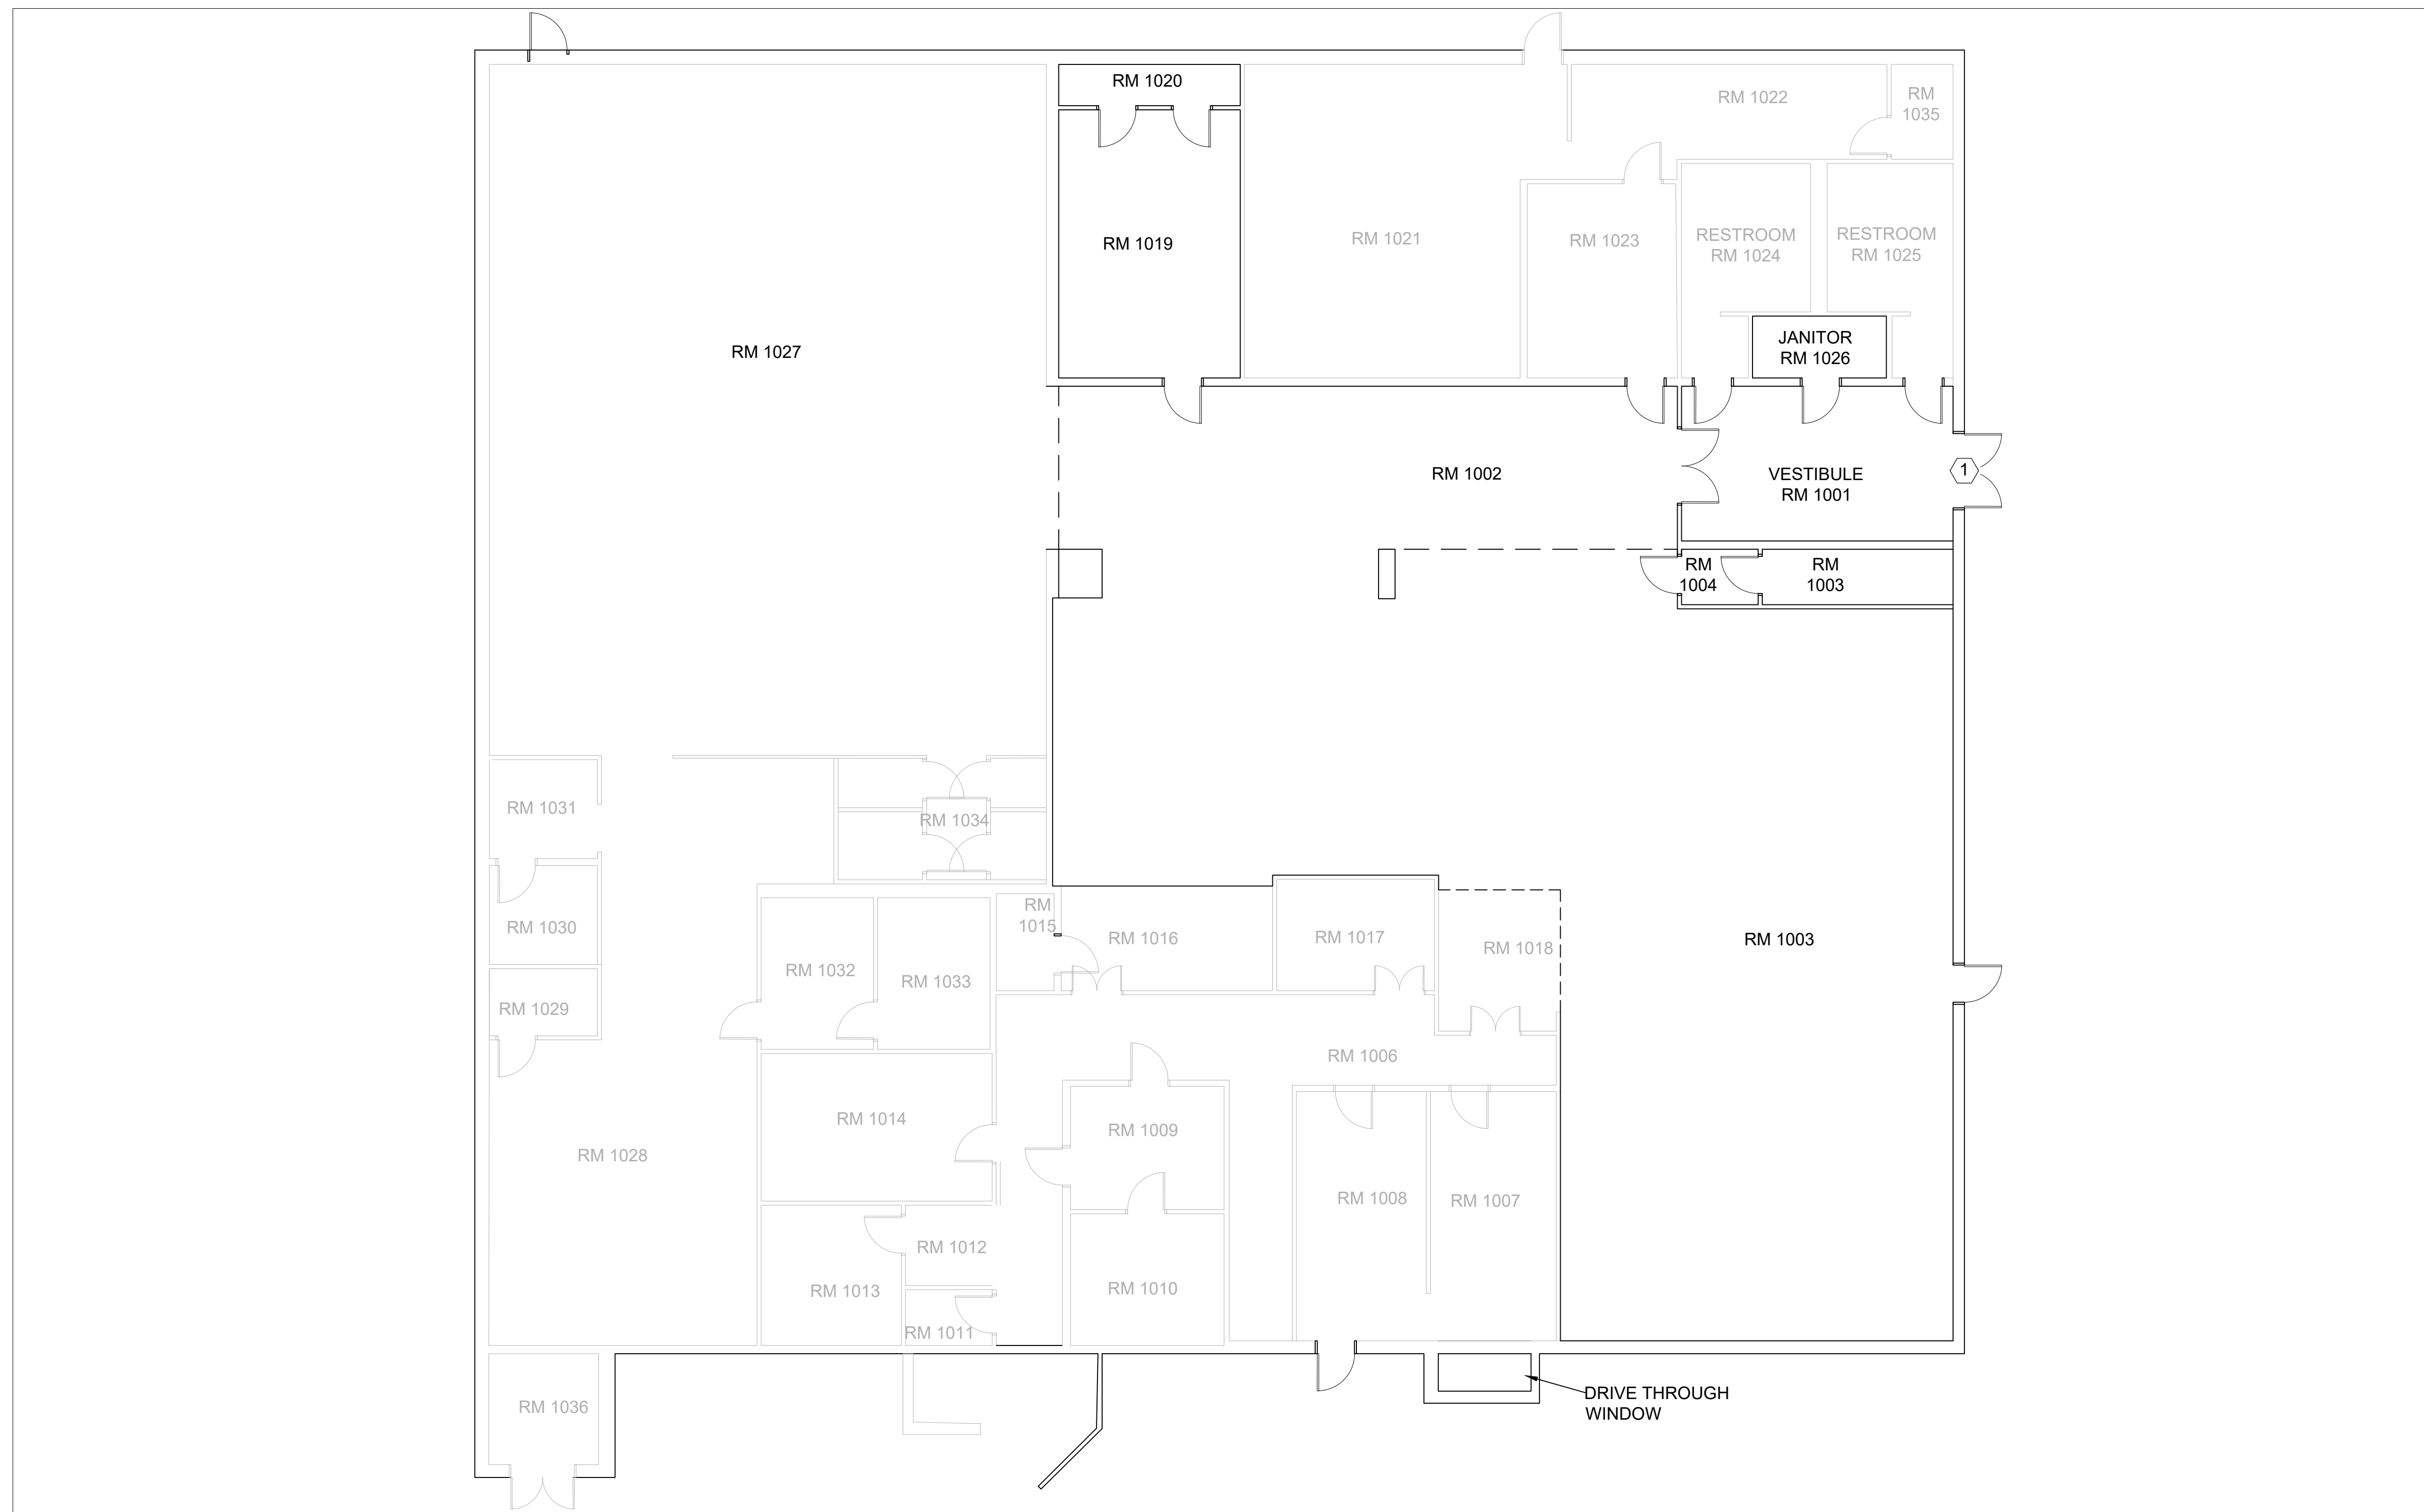 RM 1020
RM 1022
RM
1035
RM 1019
RM 1021
RM 1023
RESTROOM
RM 1024
RESTROOM
RM 1025
JANITOR
RM 1026
RM 1027
RM 1002
VESTIBULE
RM 1001
1
RM
1004
RM
1003
RM 1031
RM 1034
RM 1030
RM
1015
RM 1016
RM 1017
RM 1018
RM 1003
RM 1032
RM 1033
RM 1029
RM 1006
RM 1014
RM 1009
RM 1028
RM 1008
RM 1007
RM 1012
RM 1013
RM 1010
RM 1011
RM 1036
DRIVE THROUGH
WINDOW